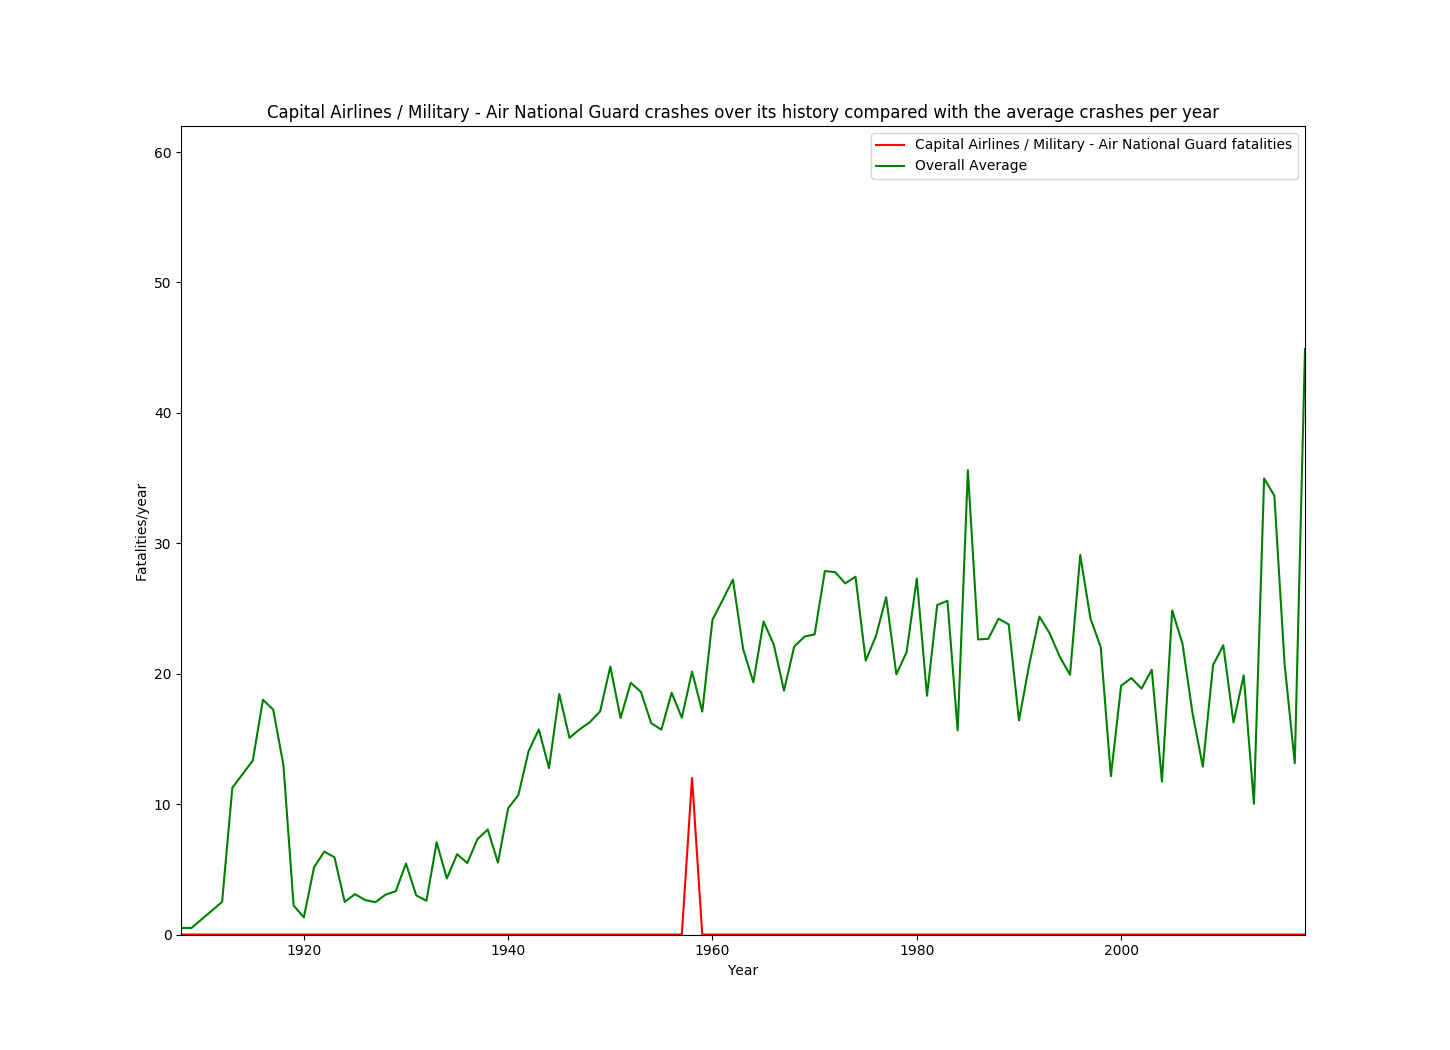 Capital Airlines / Military - Air National Guard crashes over its history compared with the average crashes per year
Capital Airlines / Military - Air National Guard fatalities
Overall Average
60
50
40
30
20
10
0
Fatalities/year
1920
1940
1960
1980
2000
Year